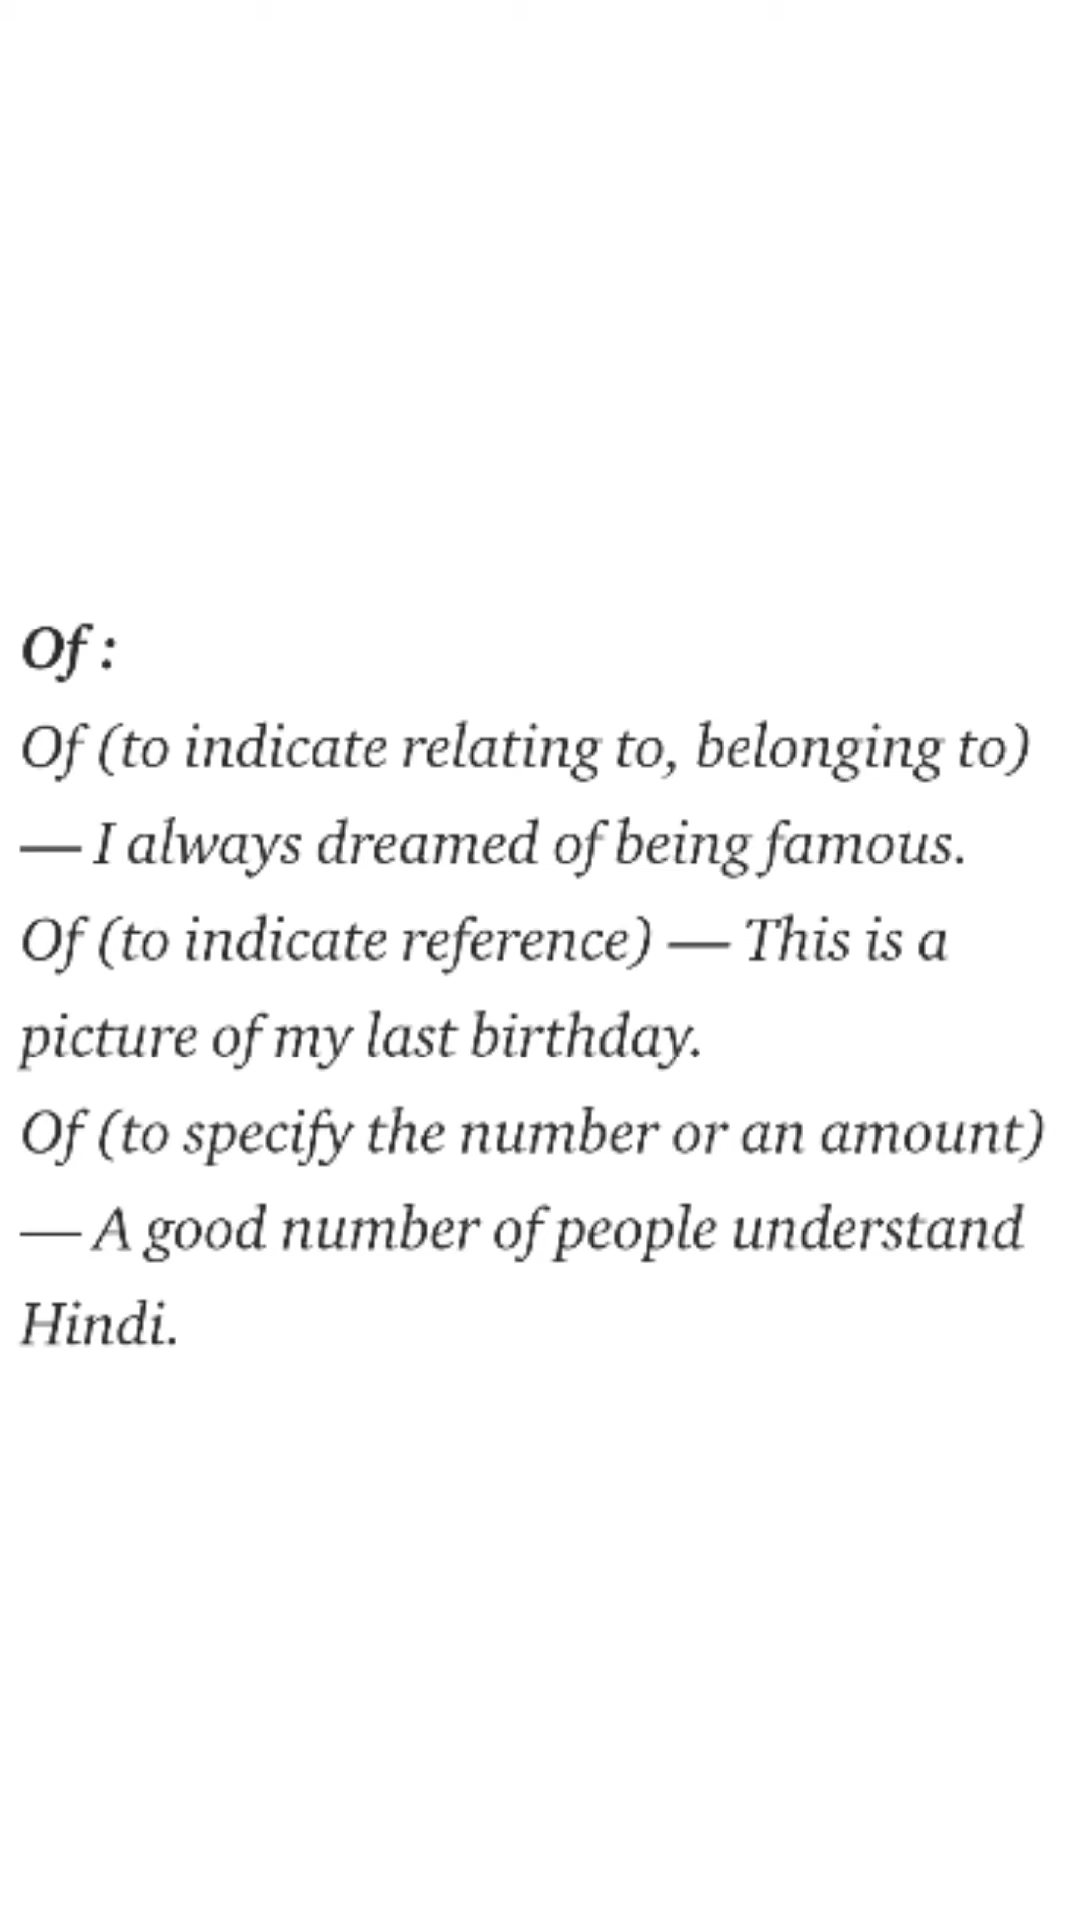 Of :
Of (to indicate relating to, belonging to)
— I always dreamed of being famous.
Of (to indicate reference) — This is a
picture of my last birthday.
Of (to specify the number or an amount)
— A good number of people understand
Hindi.